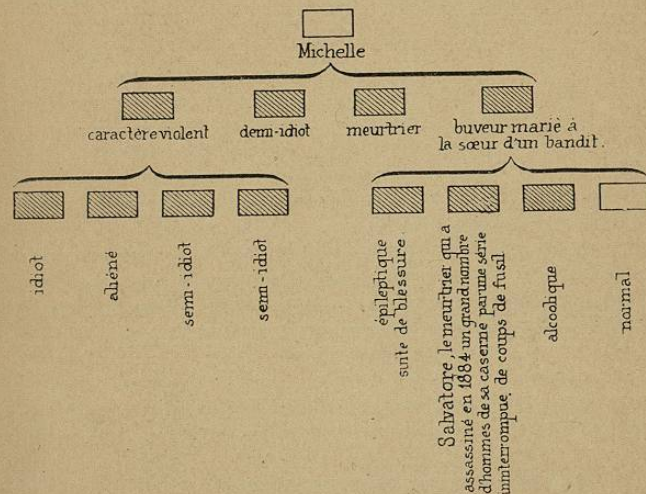 Michelle
caractère violent
demi-idiot
meurtrier
buveur marié à
la sœur d'un bandit.
idiot
aliéné
semi-idiot
semi-idiot
épileptique
suite de blessure.
Salvatore, le meurtrier qui a
assassiné en 1884 un grand nombre
d'hommes de sa caserne par une série
ininterrompue de coups de fusil
alcoolique
normal